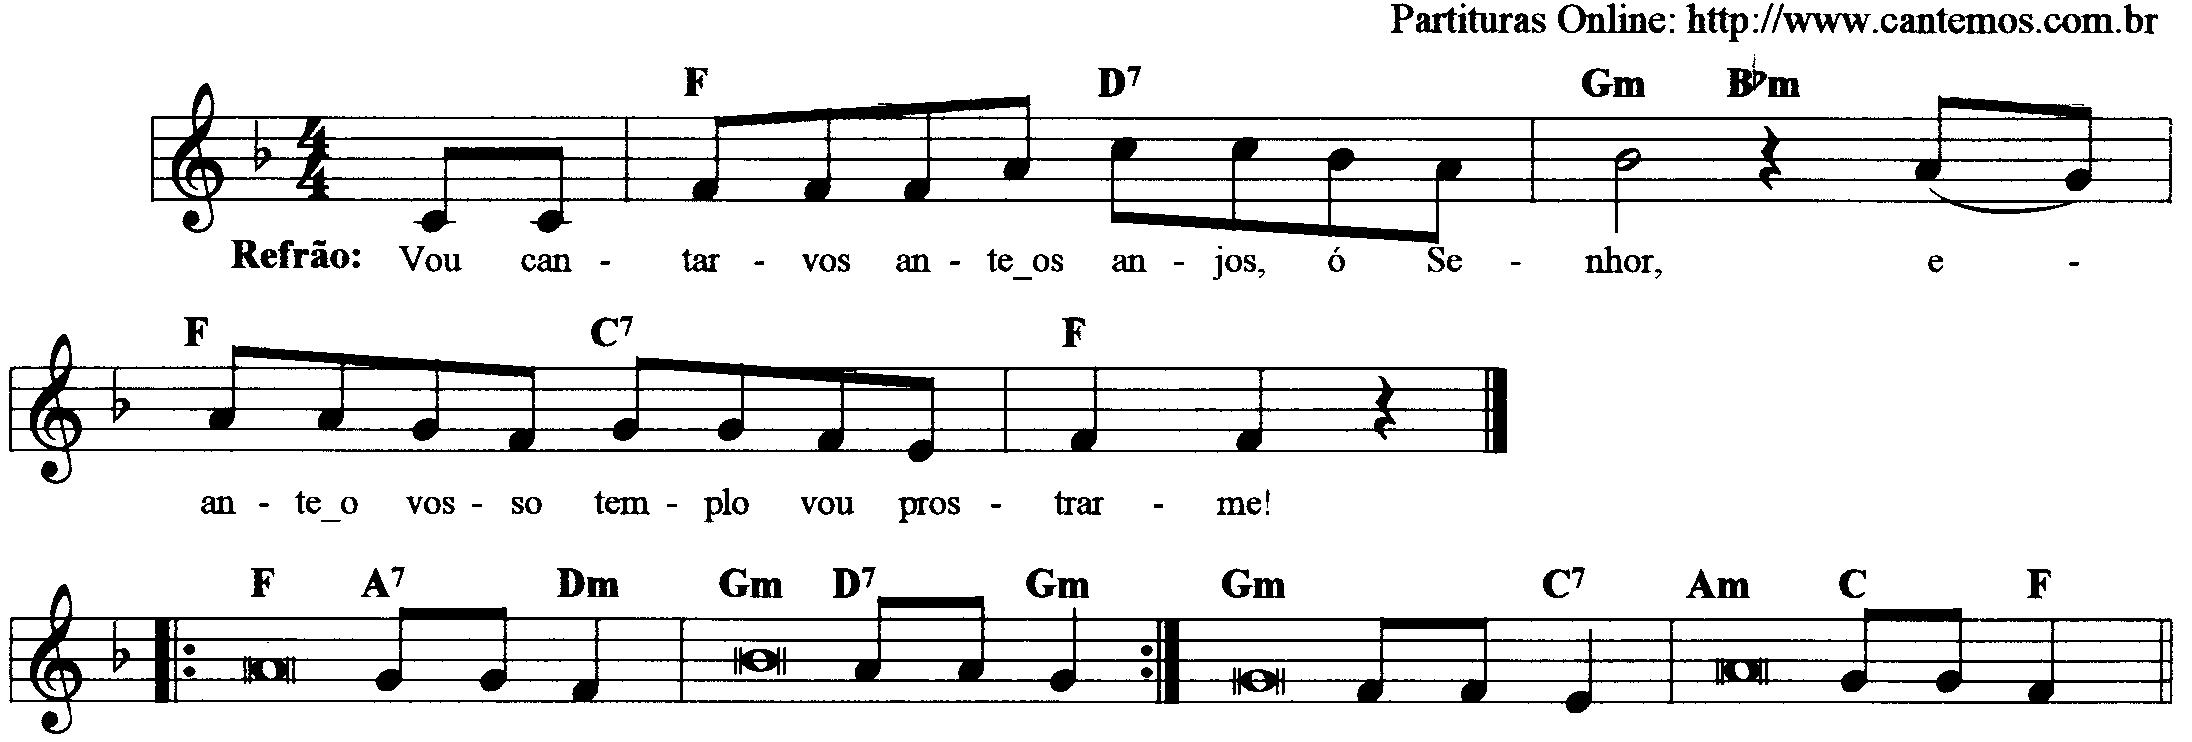 Partituras Online: http://www.cantemos.com.br
F D7 Gm B♭m
4/4
Refrão: Vou can - tar - vos an - te_os an - jos, ó Se - nhor, e -
F C7 F
an - te_o vos - so tem - plo vou pros - trar - me!
F A7 Dm Gm D7 Gm Gm C7 Am C F